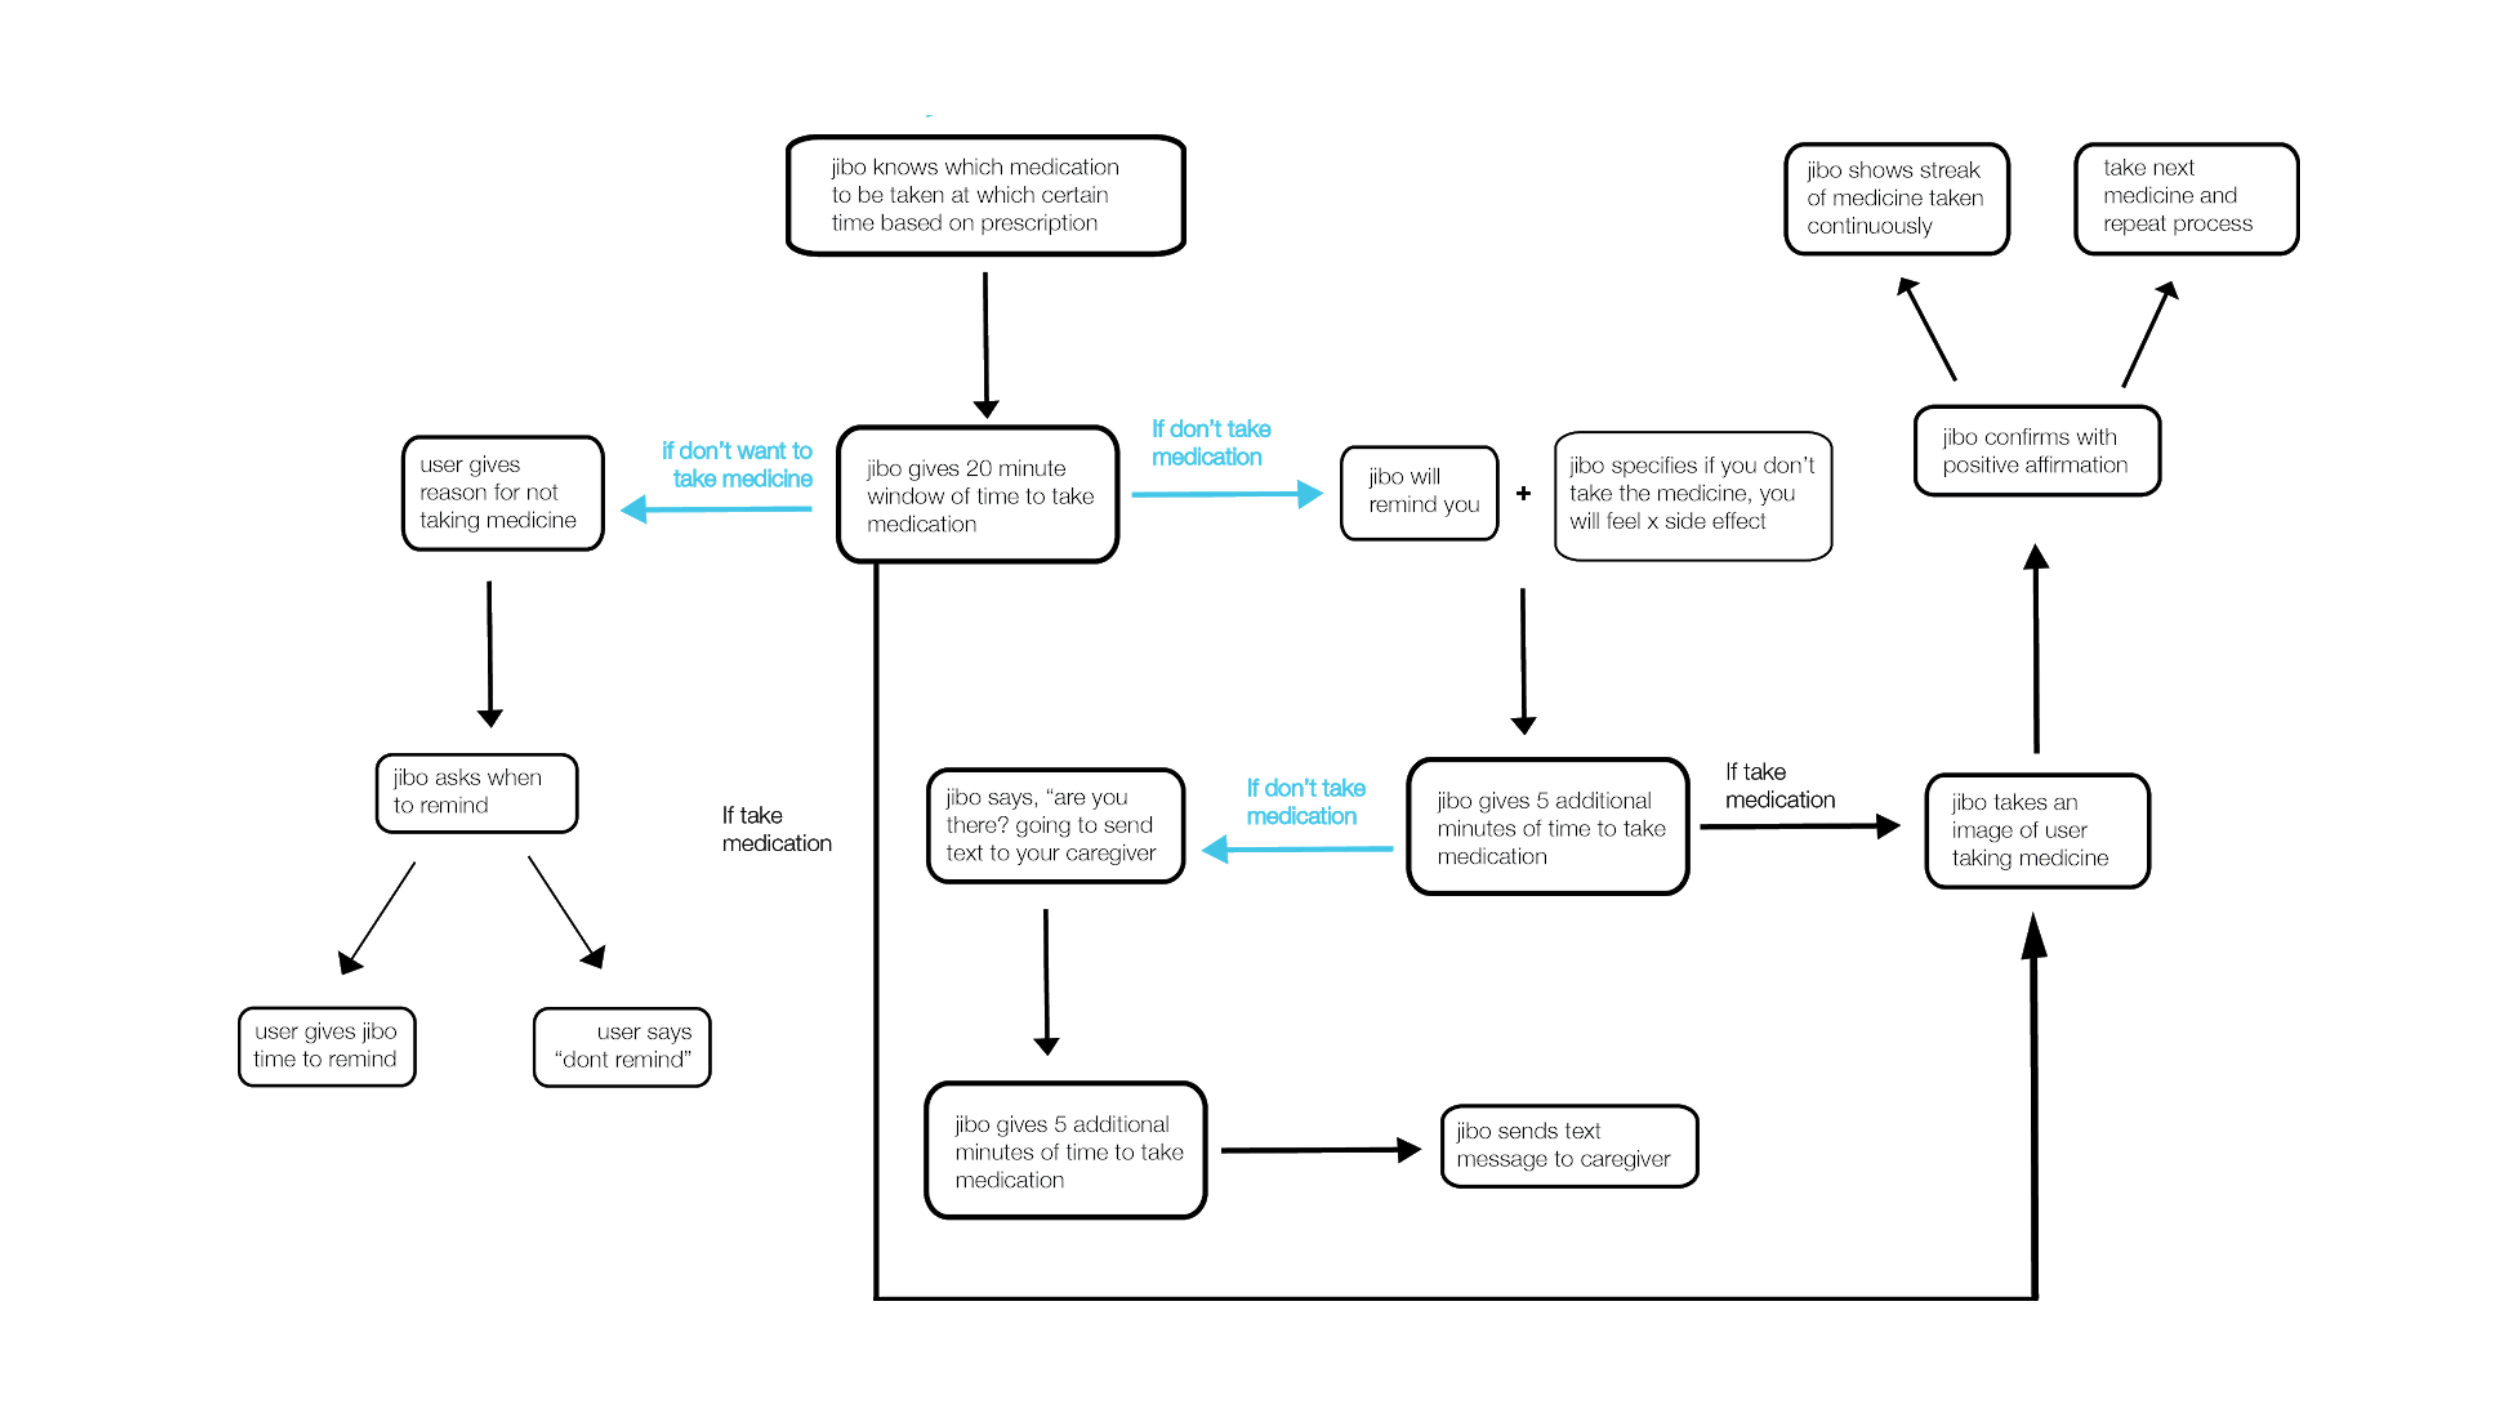 jibo knows which medication
to be taken at which certain
time based on prescription
jibo shows streak
of medicine taken
continuously
take next
medicine and
repeat process
user gives
reason for not
taking medicine
if don't want to
take medicine
jibo gives 20 minute
window of time to take
medication
If don't take
medication
jibo will
remind you
+
jibo specifies if you don't
take the medicine, you
will feel x side effect
jibo confirms with
positive affirmation
jibo asks when
to remind
If take
medication
jibo says, “are you
there? going to send
text to your caregiver
If don't take
medication
jibo gives 5 additional
minutes of time to take
medication
If take
medication
jibo takes an
image of user
taking medicine
user gives jibo
time to remind
user says
“dont remind”
jibo gives 5 additional
minutes of time to take
medication
jibo sends text
message to caregiver